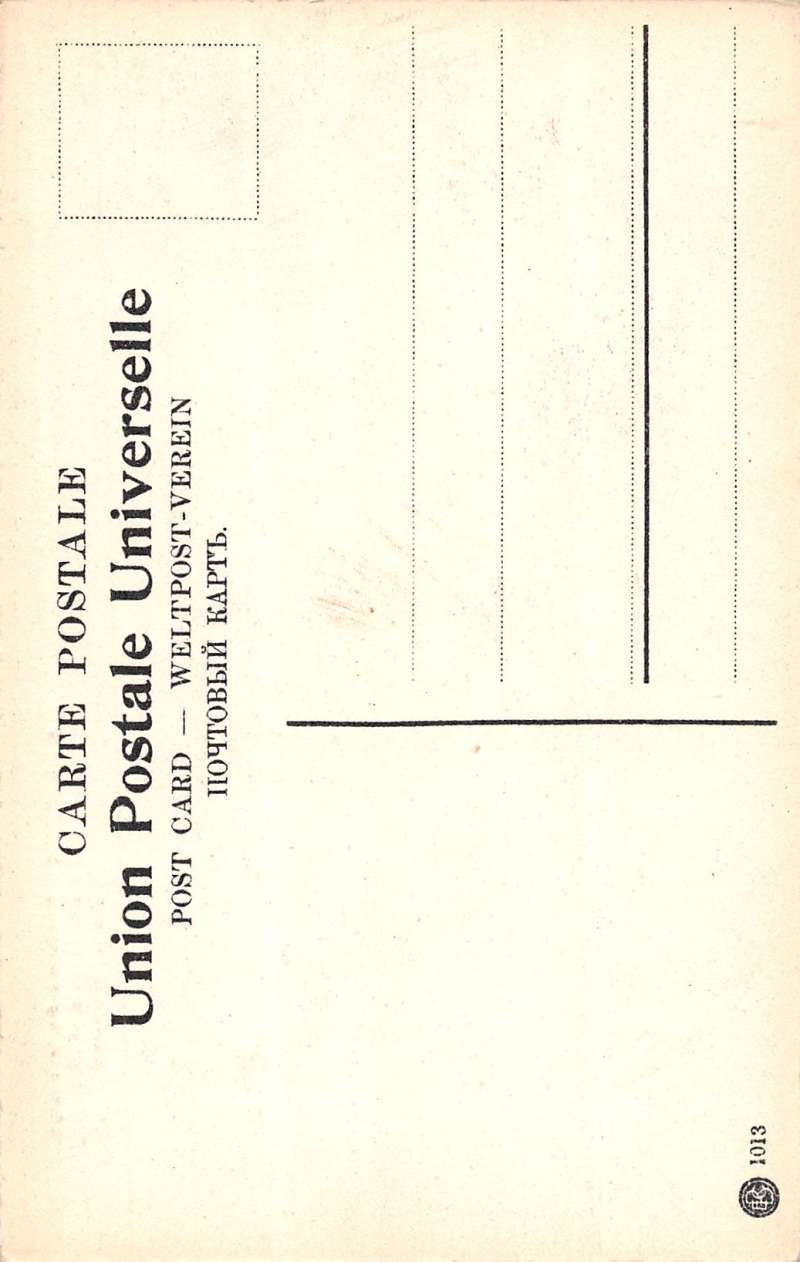 CARTE POSTALE
Union Postale Universelle
POST CARD — WELTPOST-VEREIN
ПОЧТОВЫЙ КАРТЪ.
1013